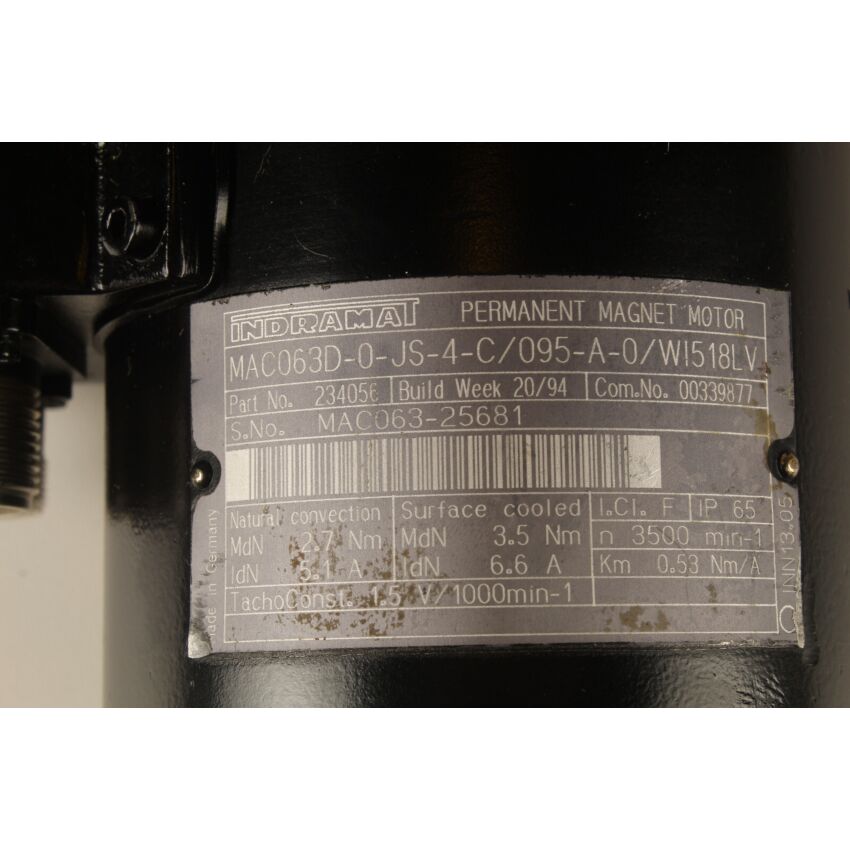 INDRAMAT PERMANENT MAGNET MOTOR
MAC063D-0-JS-4-C/095-A-0/WI518LV
Part No. 234056 Build Week 20/94 Com.No. 00339877
S.No. MAC063-25681
Natural convection Surface cooled I.Cl. F IP 65
MdN 2.7 Nm MdN 3.5 Nm n 3500 min-1
IdN 5.1 A IdN 6.6 A Km 0.53 Nm/A
TachoConst. 1.5 V/1000min-1
Made in Germany
INN13.05